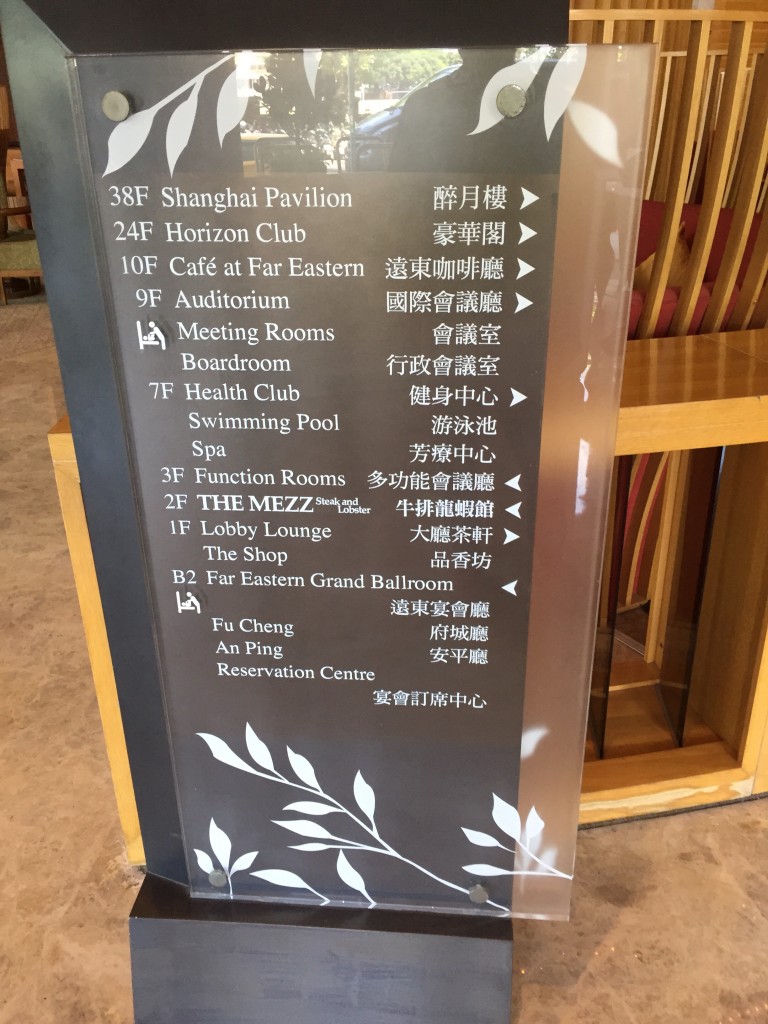 38F Shanghai Pavilion 醉月樓
24F Horizon Club 豪華閣
10F Café at Far Eastern 遠東咖啡廳
9F Auditorium 國際會議廳
Meeting Rooms 會議室
Boardroom 行政會議室
7F Health Club 健身中心
Swimming Pool 游泳池
Spa 芳療中心
3F Function Rooms 多功能會議廳
2F THE MEZZ Steak and Lobster 牛排龍蝦館
1F Lobby Lounge 大廳茶軒
The Shop 品香坊
B2 Far Eastern Grand Ballroom
遠東宴會廳
Fu Cheng 府城廳
An Ping 安平廳
Reservation Centre
宴會訂席中心